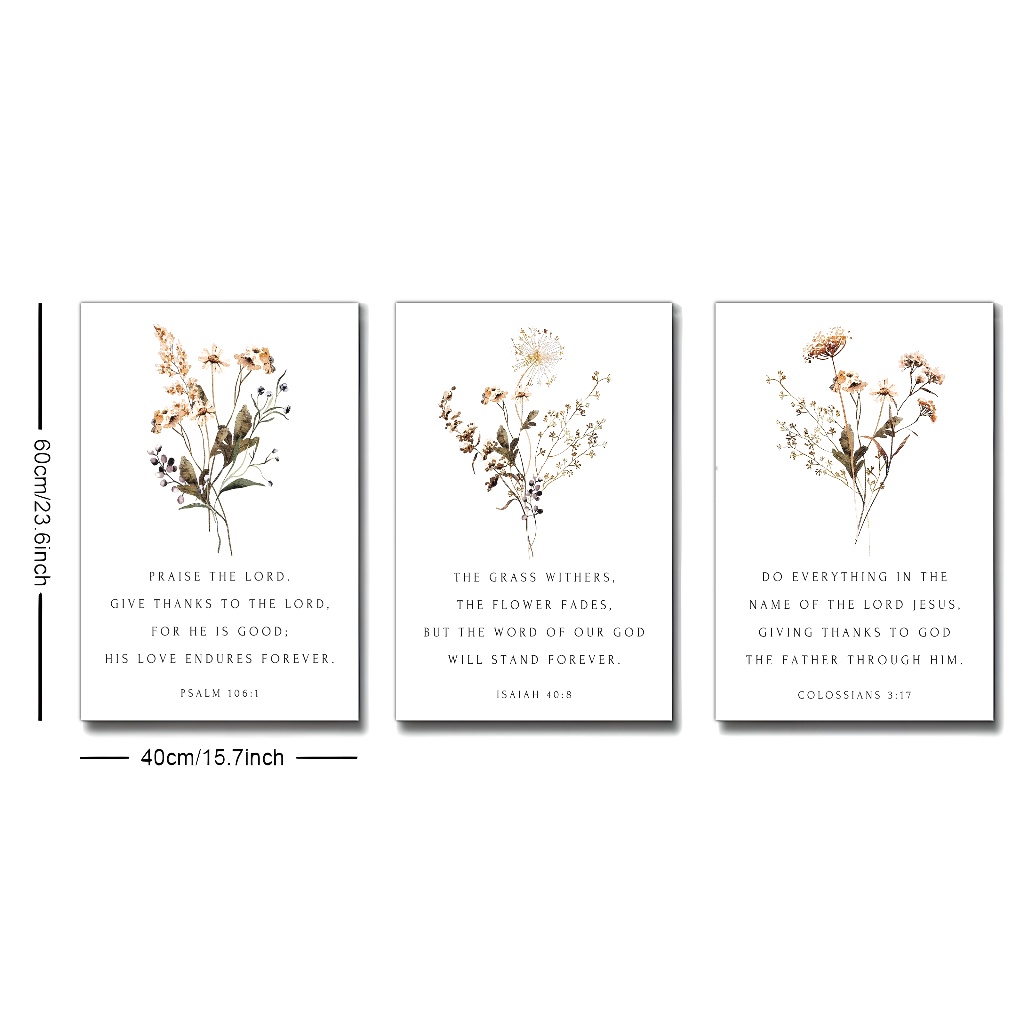 60cm/23.6inch
PRAISE THE LORD.
GIVE THANKS TO THE LORD,
FOR HE IS GOOD;
HIS LOVE ENDURES FOREVER.
PSALM 106:1
THE GRASS WITHERS,
THE FLOWER FADES,
BUT THE WORD OF OUR GOD
WILL STAND FOREVER.
ISAIAH 40:8
DO EVERYTHING IN THE
NAME OF THE LORD JESUS,
GIVING THANKS TO GOD
THE FATHER THROUGH HIM.
COLOSSIANS 3:17
40cm/15.7inch